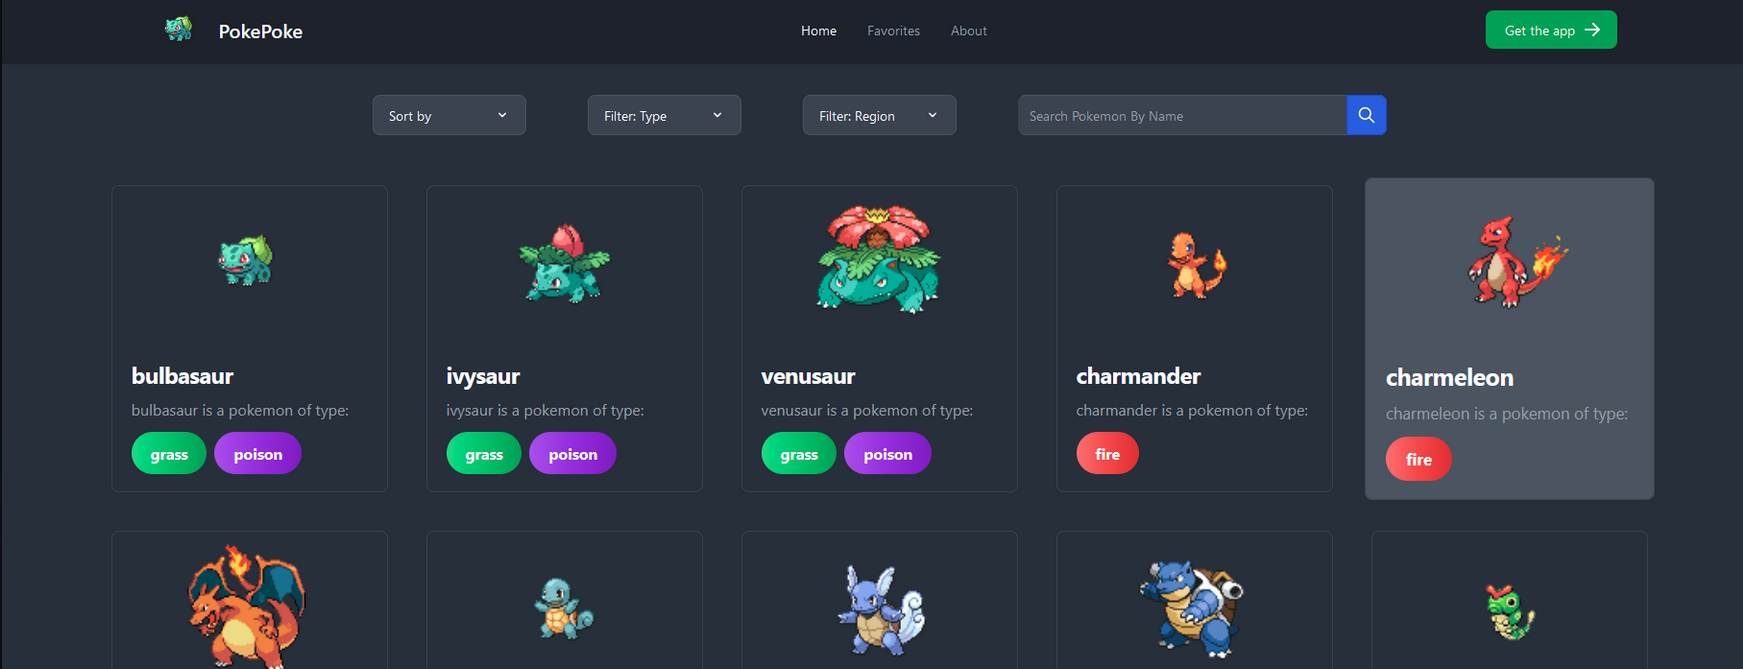 PokePoke
Home Favorites About
Get the app
Sort by
Filter: Type
Filter: Region
Search Pokemon By Name
bulbasaur
bulbasaur is a pokemon of type:
grass poison
ivysaur
ivysaur is a pokemon of type:
grass poison
venusaur
venusaur is a pokemon of type:
grass poison
charmander
charmander is a pokemon of type:
fire
charmeleon
charmeleon is a pokemon of type:
fire